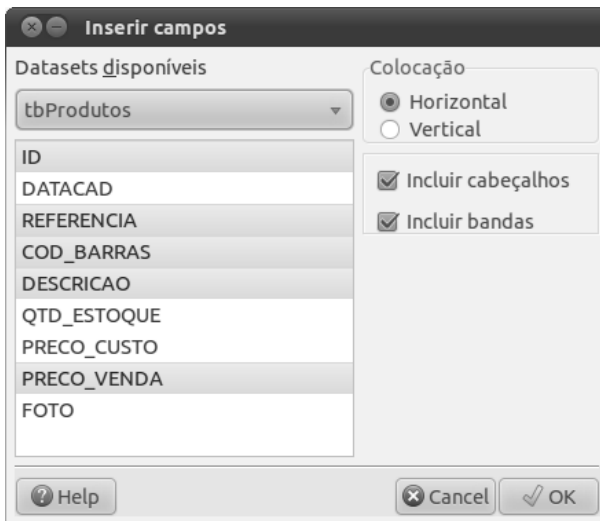 Inserir campos
Datasets disponíveis
tbProdutos
ID
DATACAD
REFERENCIA
COD_BARRAS
DESCRICAO
QTD_ESTOQUE
PRECO_CUSTO
PRECO_VENDA
FOTO
Colocação
Horizontal
Vertical
Incluir cabeçalhos
Incluir bandas
Help
Cancel
OK